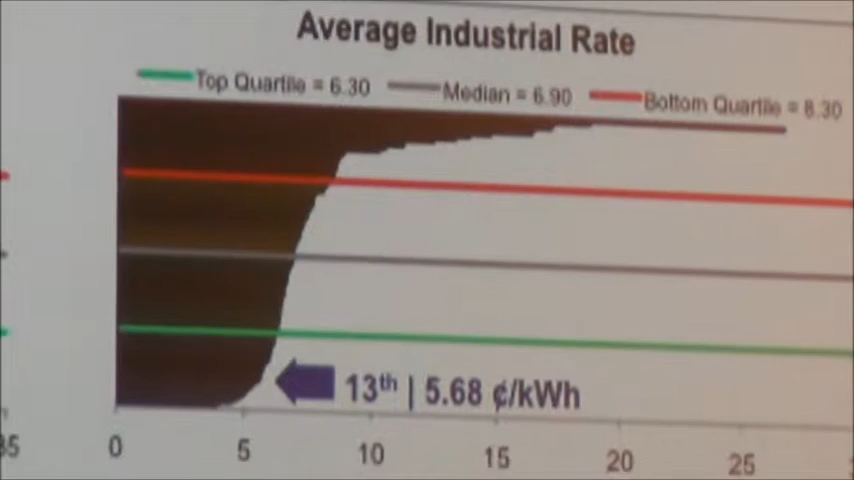 Average Industrial Rate
Top Quartile = 6.30 Median = 6.90 Bottom Quartile = 8.30
13th | 5.68 ¢/kWh
35 0 5 10 15 20 25